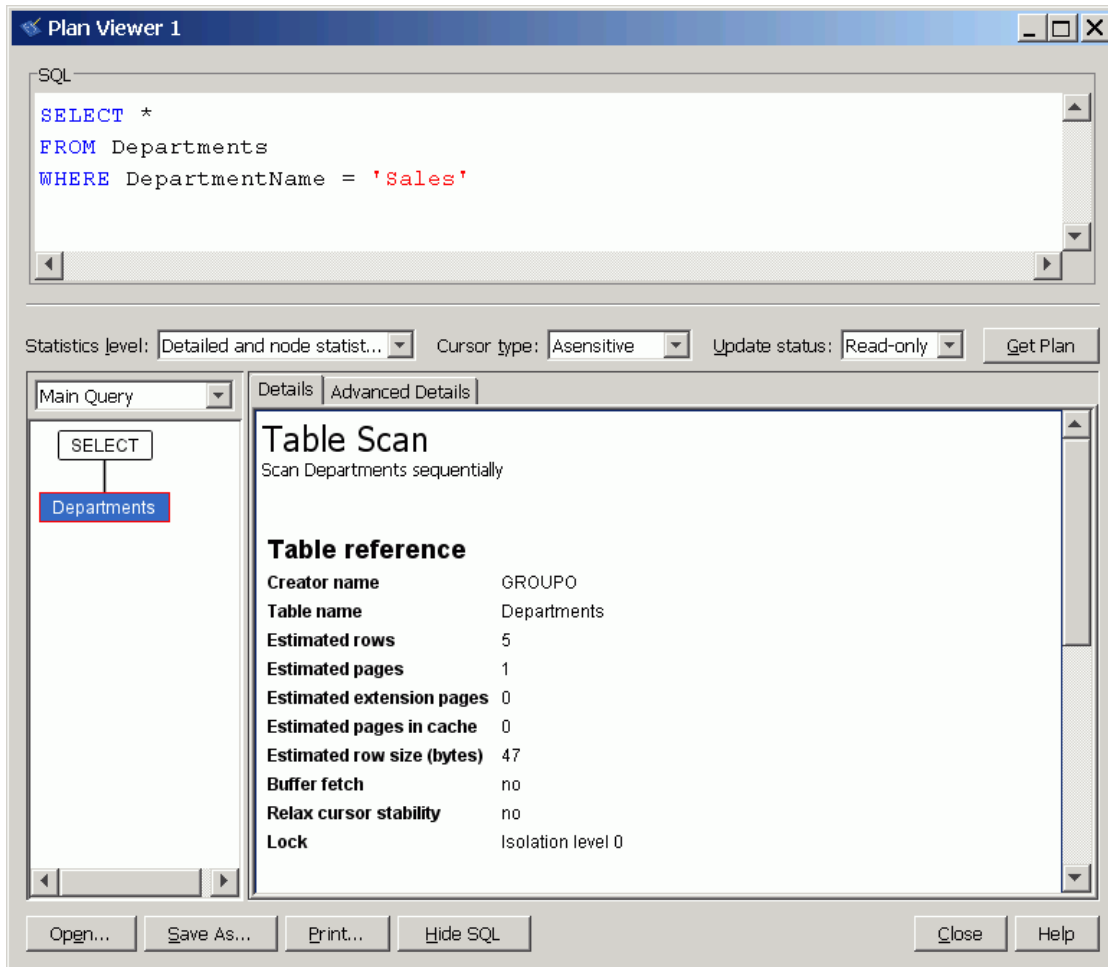 Plan Viewer 1
SQL
SELECT *
FROM Departments
WHERE DepartmentName = 'Sales'
Statistics level: Detailed and node statist... Cursor type: Asensitive Update status: Read-only Get Plan
Main Query
SELECT
Departments
Details Advanced Details
Table Scan
Scan Departments sequentially
Table reference
Creator name GROUPO
Table name Departments
Estimated rows 5
Estimated pages 1
Estimated extension pages 0
Estimated pages in cache 0
Estimated row size (bytes) 47
Buffer fetch no
Relax cursor stability no
Lock Isolation level 0
Open... Save As... Print... Hide SQL Close Help